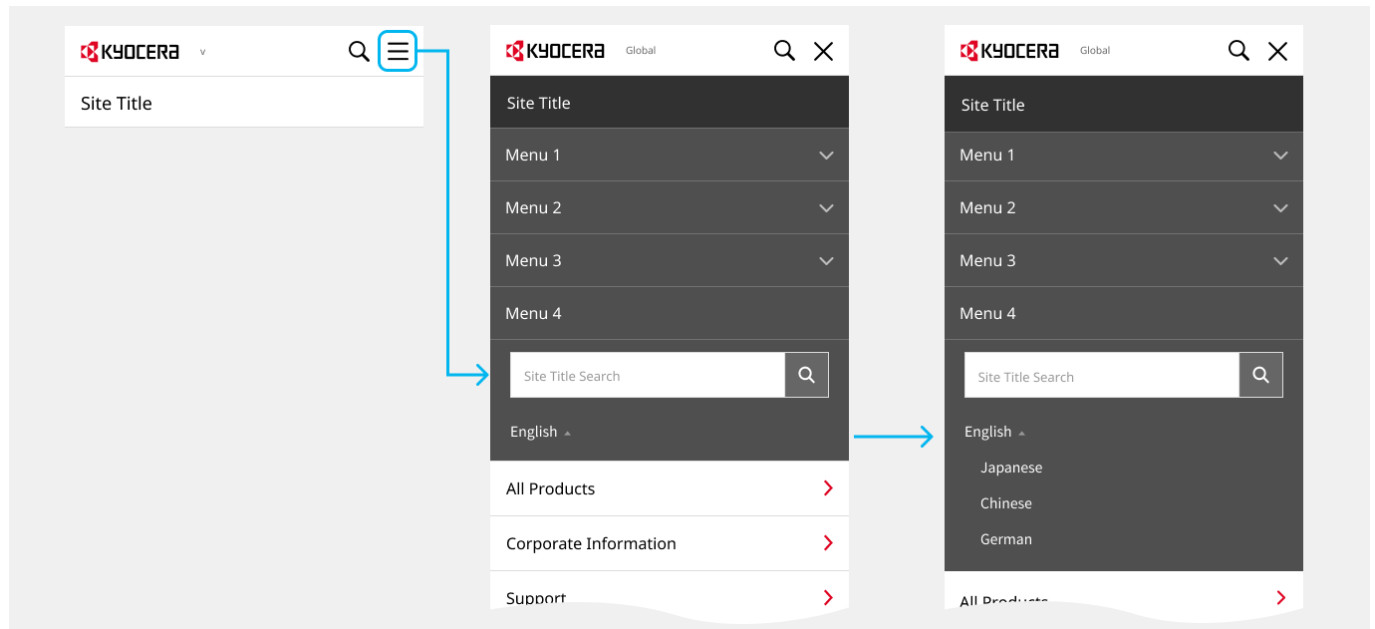 KYOCERA v
Site Title
KYOCERA Global
Site Title
Menu 1
Menu 2
Menu 3
Menu 4
Site Title Search
English
All Products
Corporate Information
Support
KYOCERA Global
Site Title
Menu 1
Menu 2
Menu 3
Menu 4
Site Title Search
English
Japanese
Chinese
German
All Products